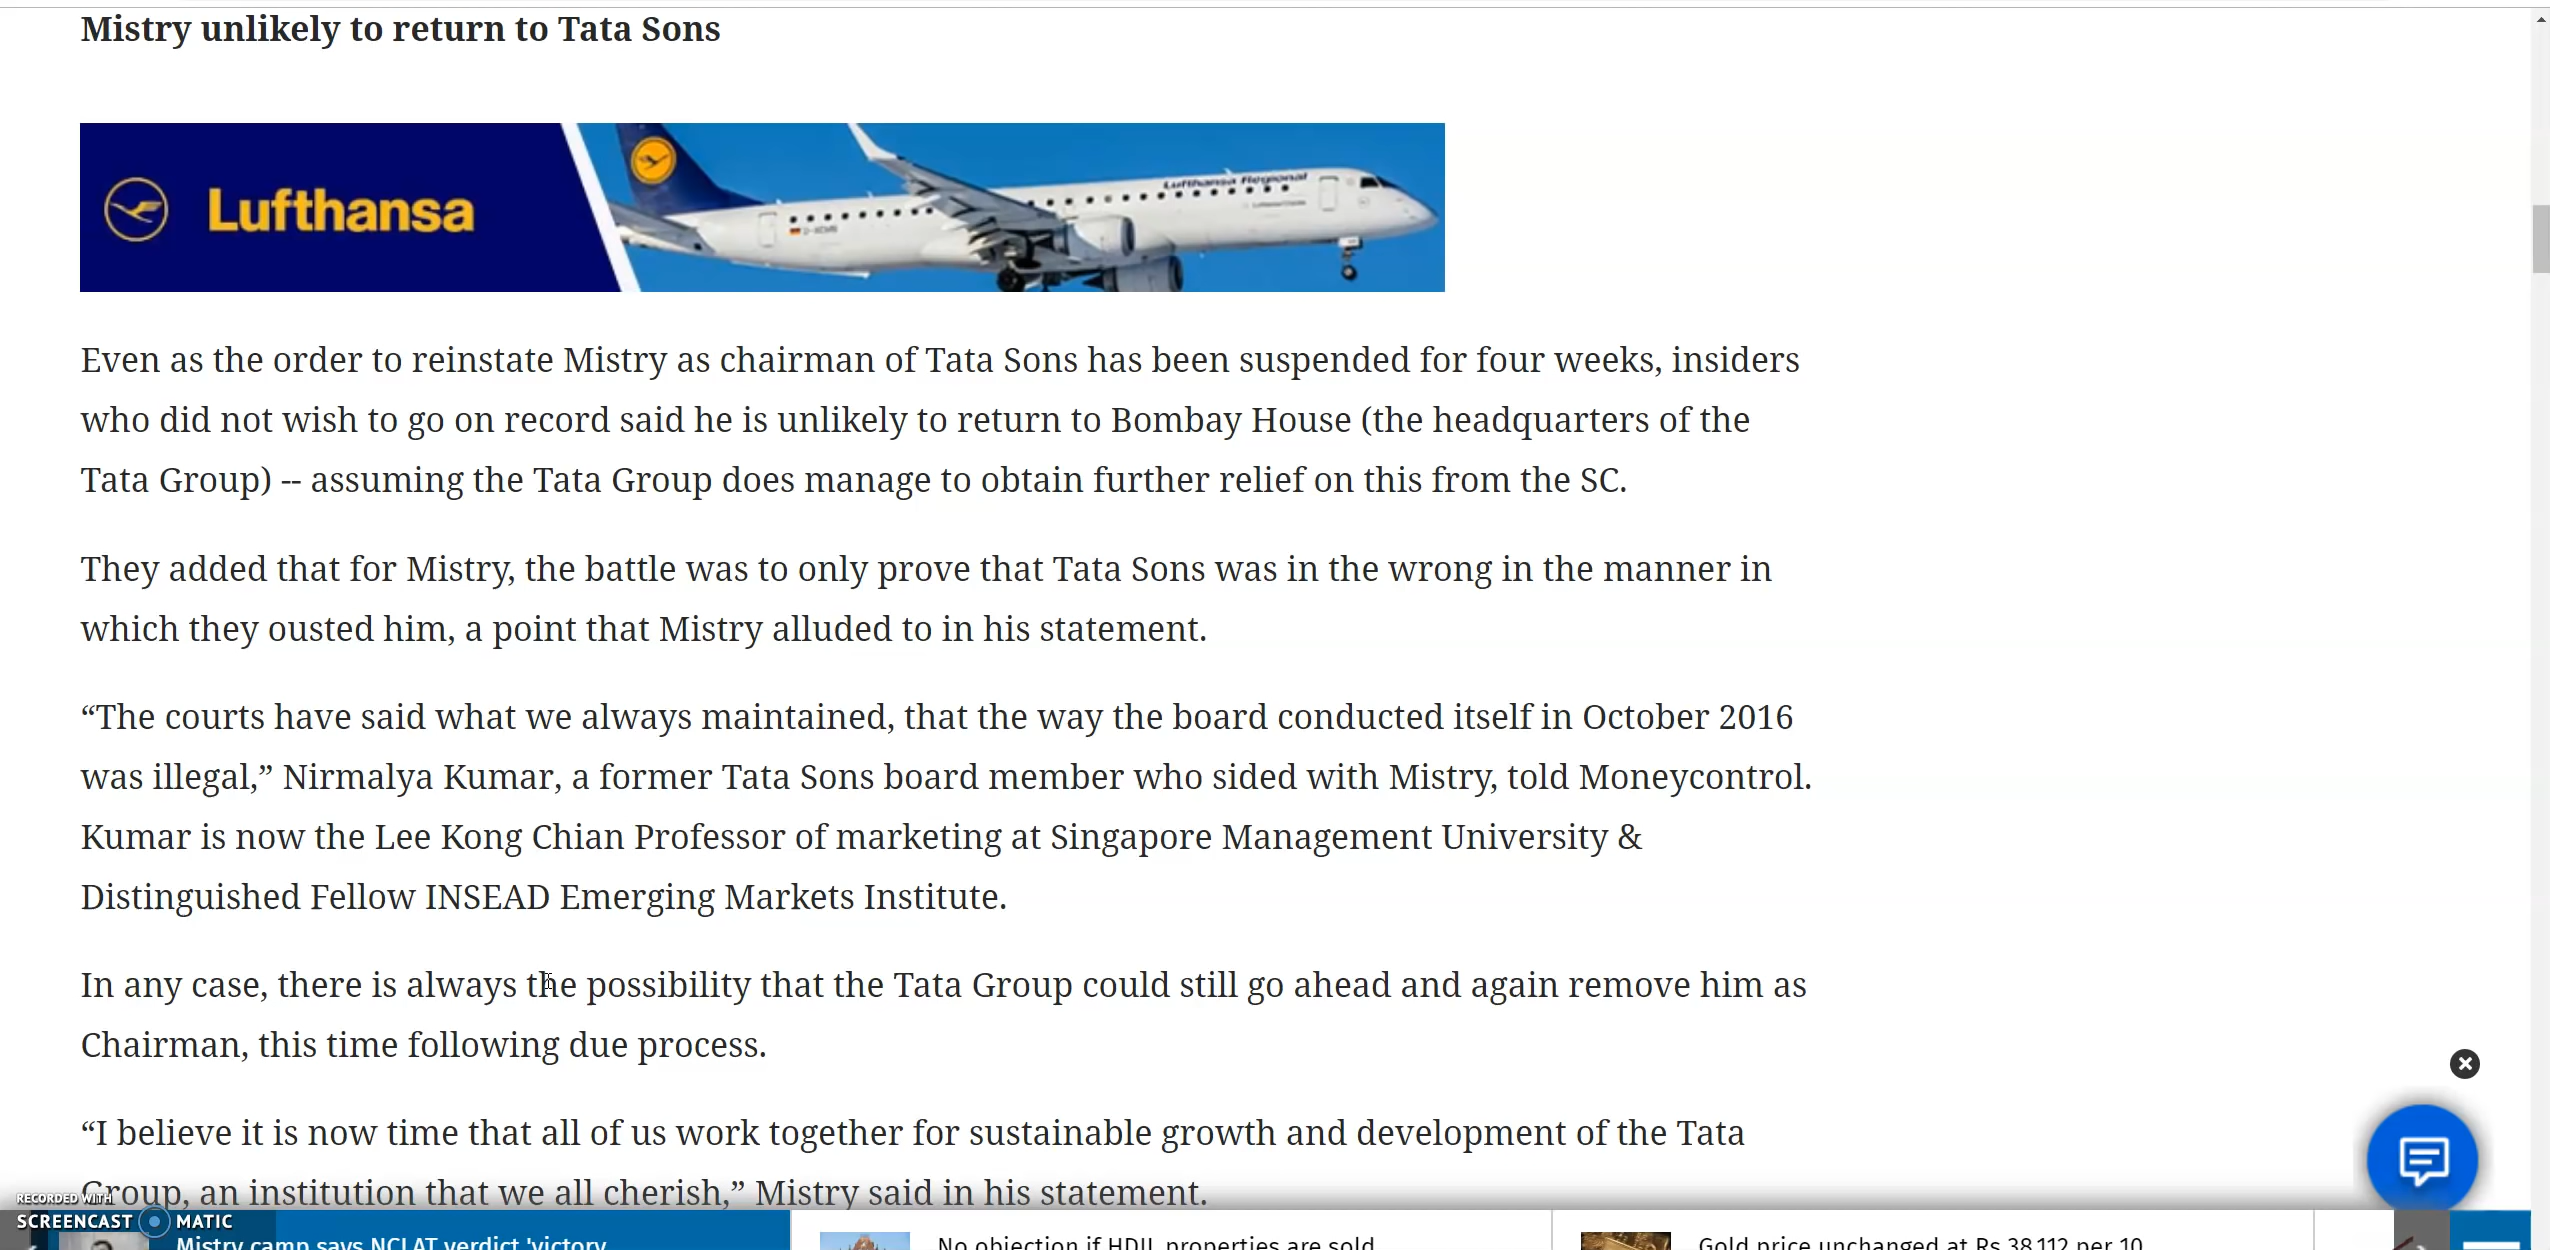 Mistry unlikely to return to Tata Sons
Lufthansa
Lufthansa Regional
Even as the order to reinstate Mistry as chairman of Tata Sons has been suspended for four weeks, insiders
who did not wish to go on record said he is unlikely to return to Bombay House (the headquarters of the
Tata Group) -- assuming the Tata Group does manage to obtain further relief on this from the SC.
They added that for Mistry, the battle was to only prove that Tata Sons was in the wrong in the manner in
which they ousted him, a point that Mistry alluded to in his statement.
“The courts have said what we always maintained, that the way the board conducted itself in October 2016
was illegal,” Nirmalya Kumar, a former Tata Sons board member who sided with Mistry, told Moneycontrol.
Kumar is now the Lee Kong Chian Professor of marketing at Singapore Management University &
Distinguished Fellow INSEAD Emerging Markets Institute.
In any case, there is always the possibility that the Tata Group could still go ahead and again remove him as
Chairman, this time following due process.
“I believe it is now time that all of us work together for sustainable growth and development of the Tata
Group, an institution that we all cherish,” Mistry said in his statement.
RECORDED WITH
SCREENCAST MATIC
Mistry camp says NCLAT verdict 'victory
No objection if HDIL properties are sold
Gold price unchanged at Rs 38,112 per 10